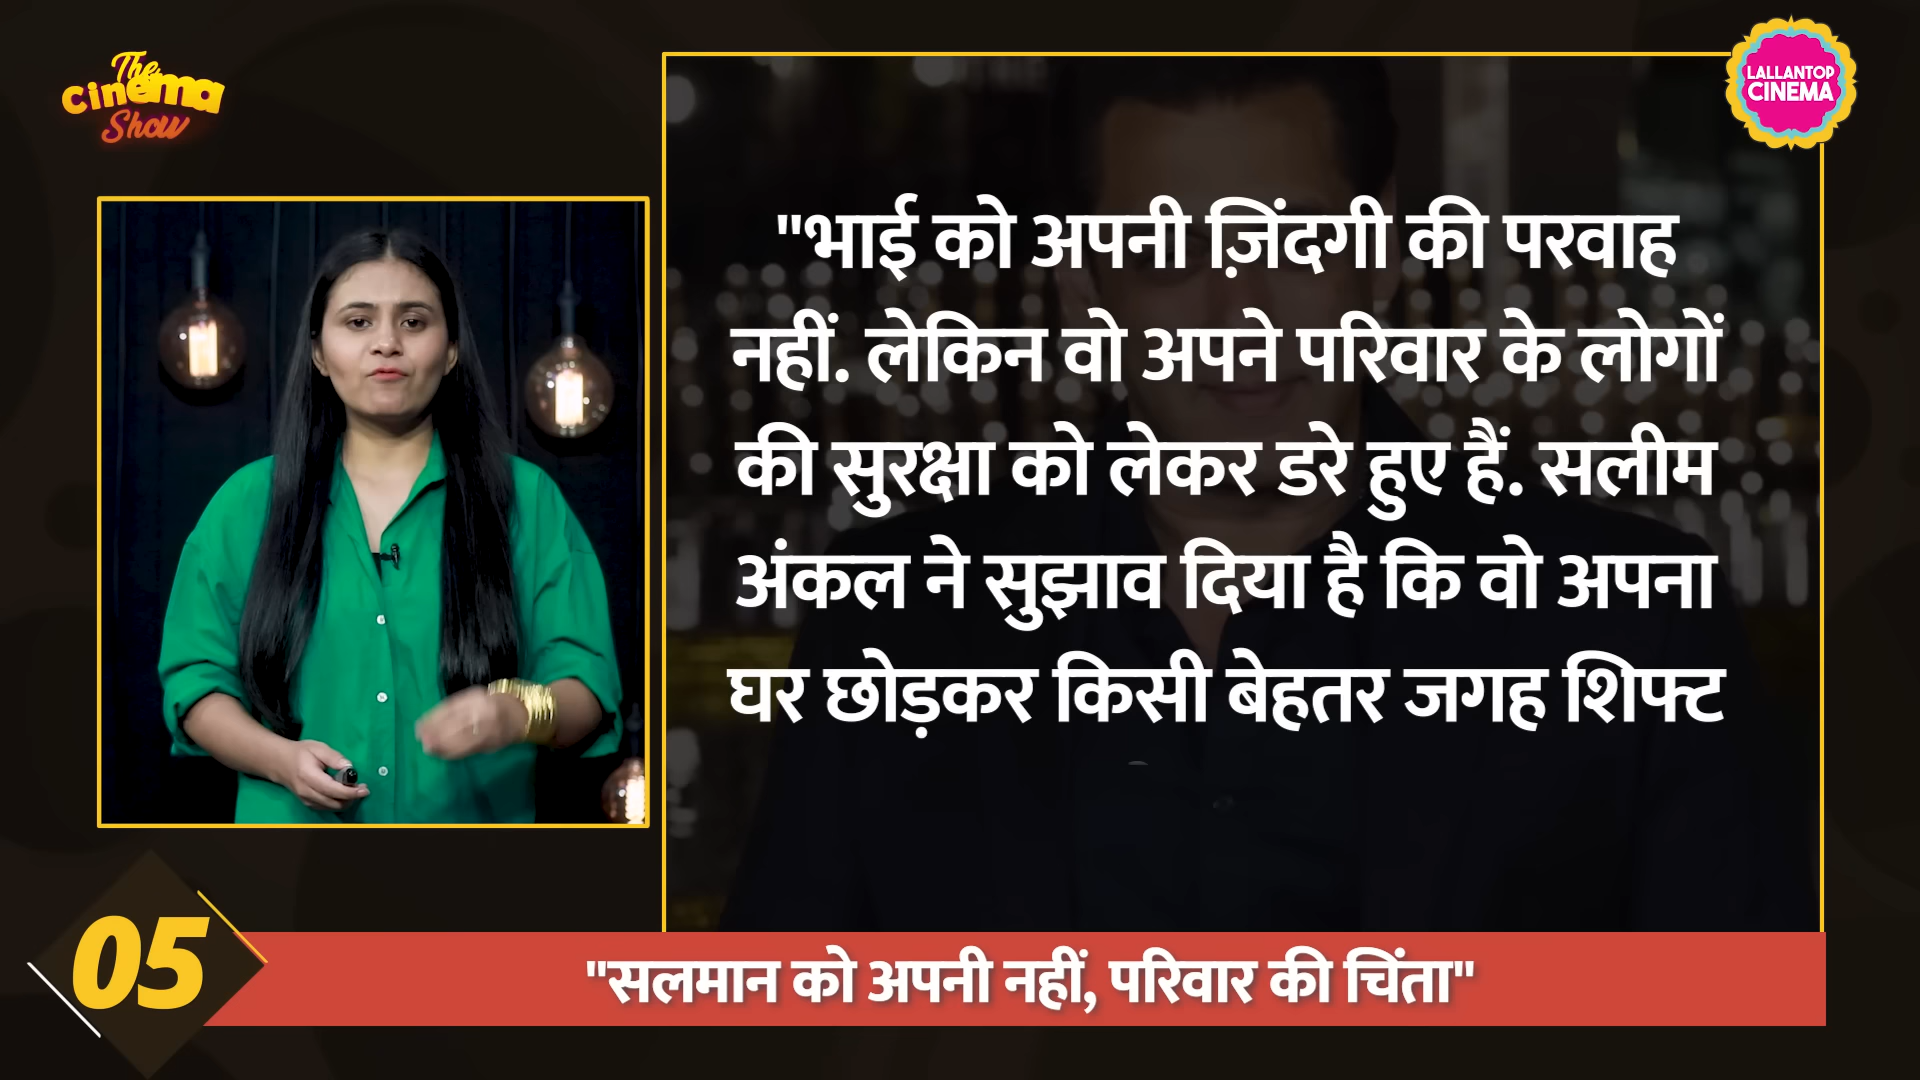 The
Cinema
Show
LALLANTOP
CINEMA
"भाई को अपनी ज़िंदगी की परवाह
नहीं. लेकिन वो अपने परिवार के लोगों
की सुरक्षा को लेकर डरे हुए हैं. सलीम
अंकल ने सुझाव दिया है कि वो अपना
घर छोड़कर किसी बेहतर जगह शिफ्ट
05
"सलमान को अपनी नहीं, परिवार की चिंता"